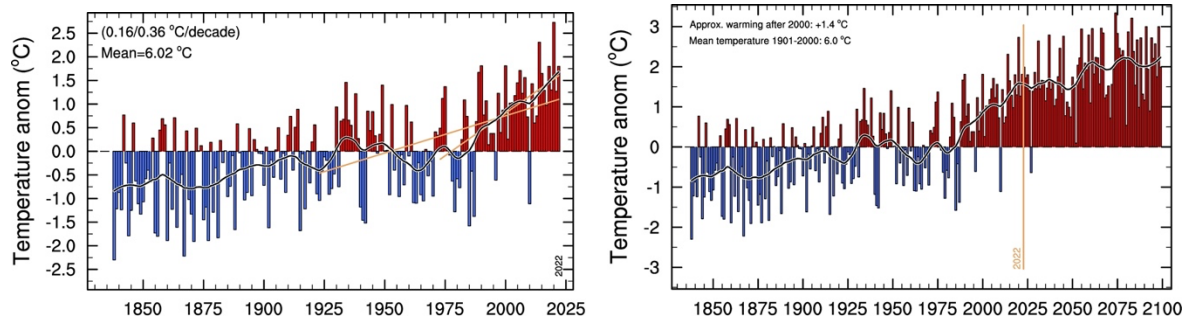 (0.16/0.36 °C/decade)
Mean=6.02 °C
Temperature anom (°C)
2.5
2.0
1.5
1.0
0.5
0.0
-0.5
-1.0
-1.5
-2.0
-2.5
2022
1850 1875 1900 1925 1950 1975 2000 2025
Approx. warming after 2000: +1.4 °C
Mean temperature 1901-2000: 6.0 °C
Temperature anom (°C)
3
2
1
0
-1
-2
-3
2022
1850 1875 1900 1925 1950 1975 2000 2025 2050 2075 2100